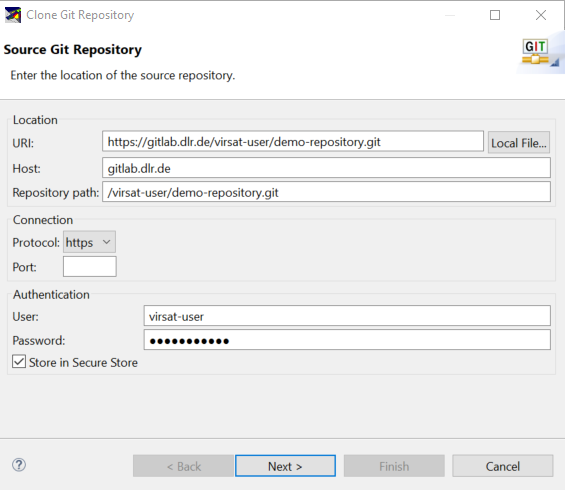 Clone Git Repository
Source Git Repository
Enter the location of the source repository.
GIT
Location
URI: https://gitlab.dlr.de/virsat-user/demo-repository.git Local File...
Host: gitlab.dlr.de
Repository path: /virsat-user/demo-repository.git
Connection
Protocol: https
Port:
Authentication
User: virsat-user
Password: ●●●●●●●●●●●
Store in Secure Store
? < Back Next > Finish Cancel